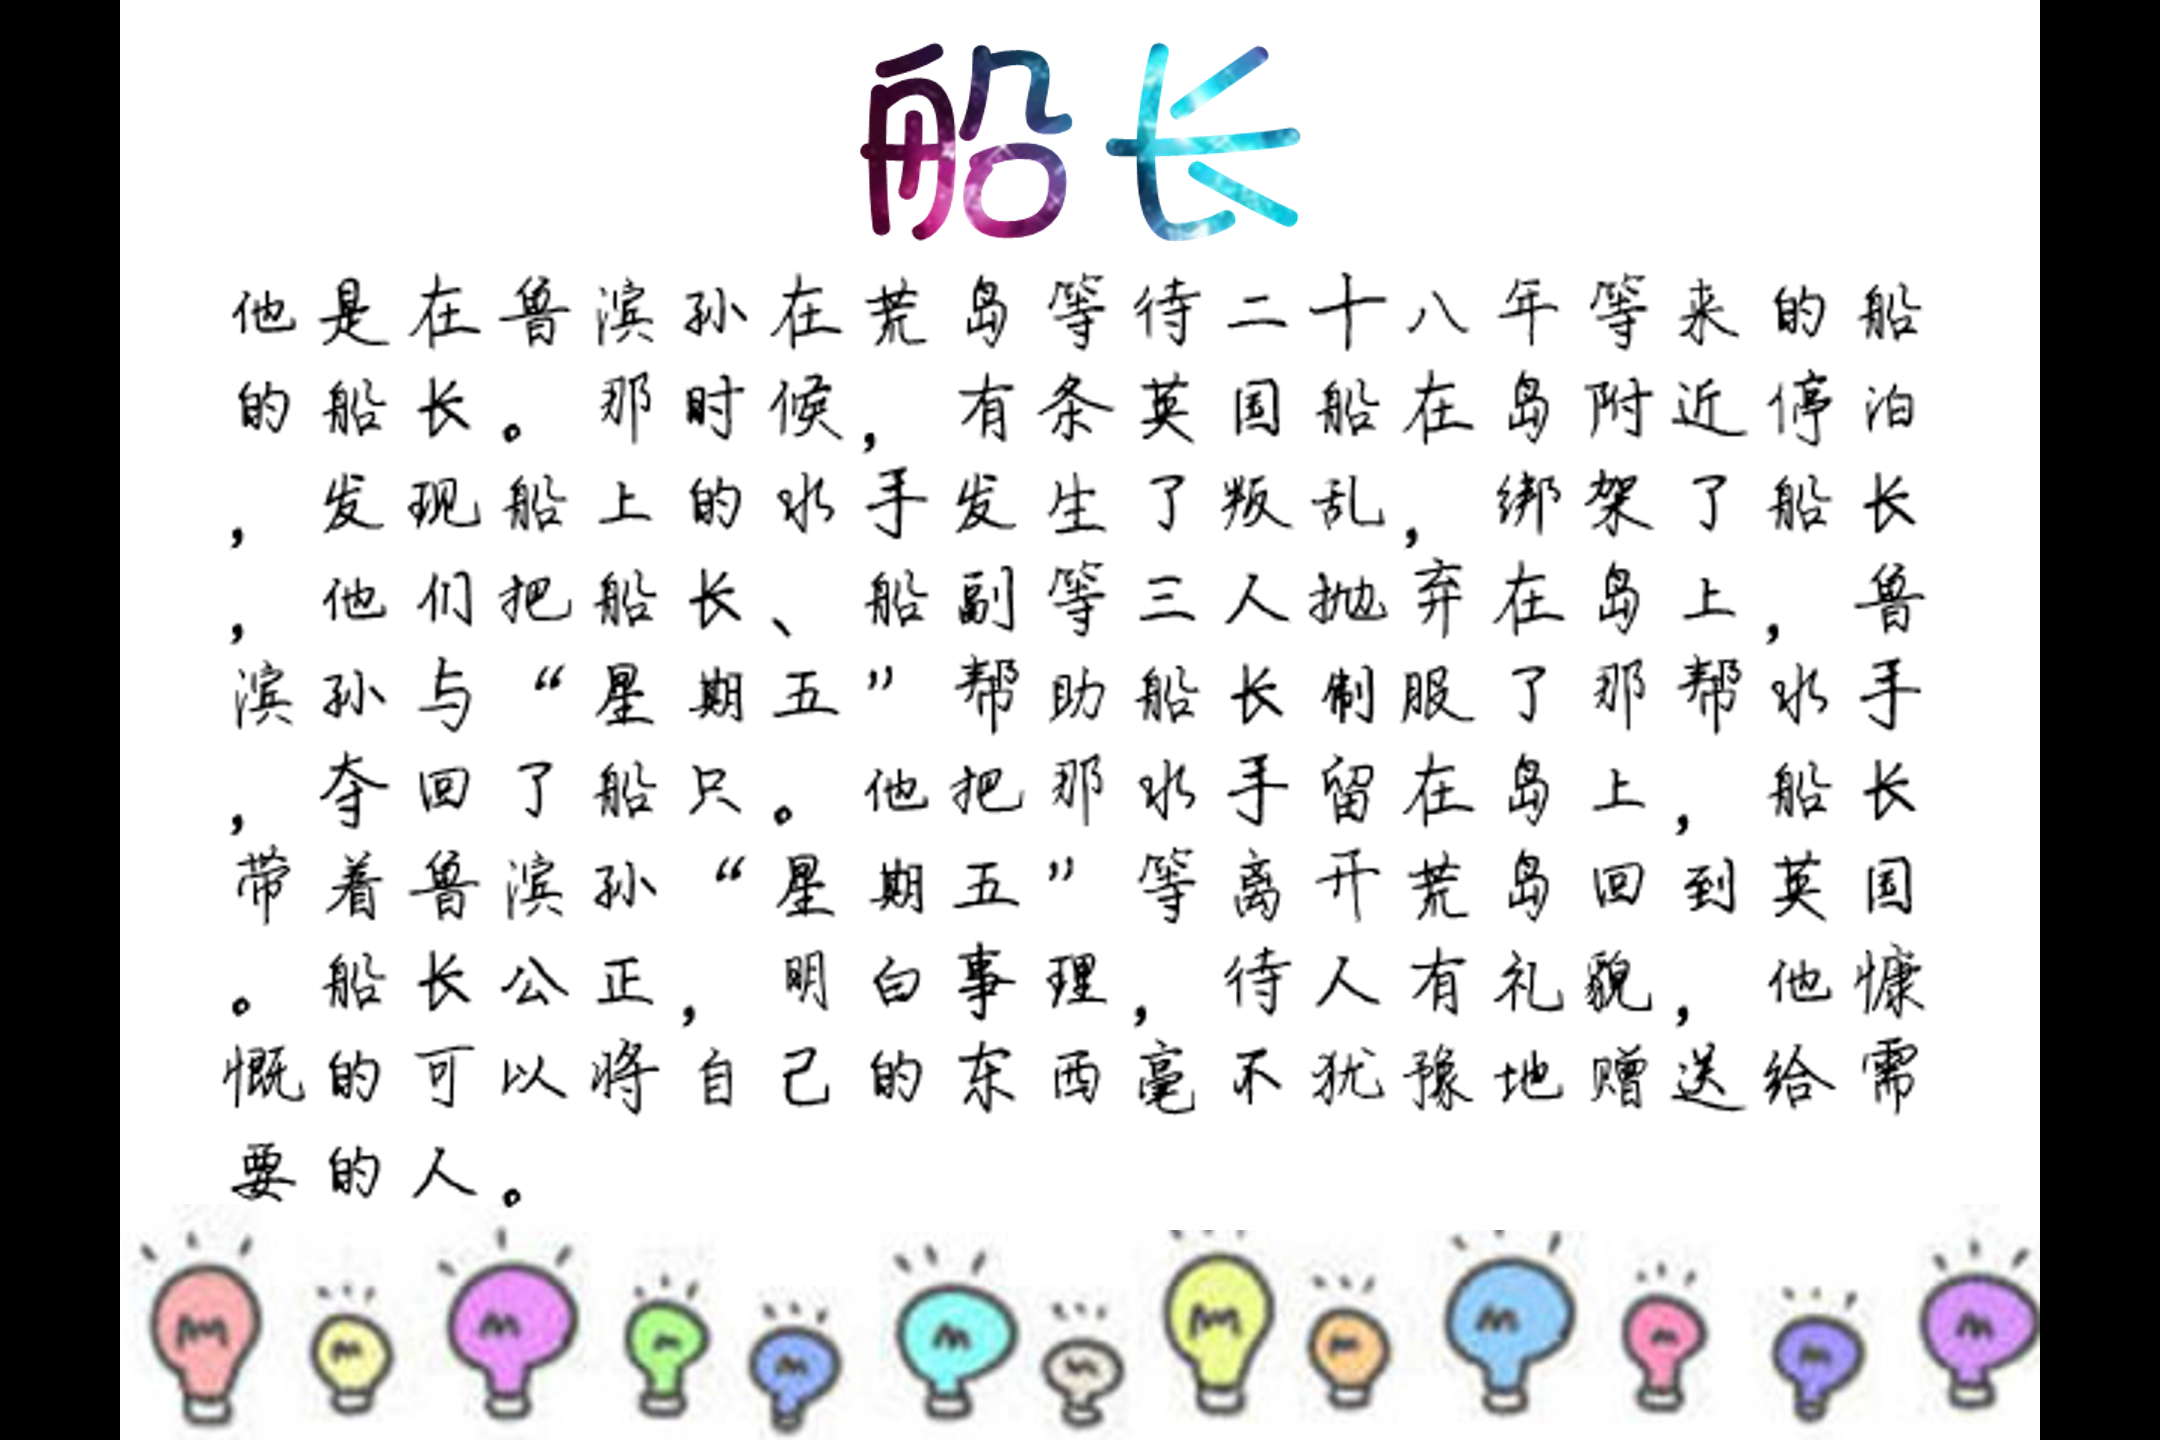 船长
他是在鲁滨孙在荒岛等待二十八年等来的船
的船长。那时候，有条英国船在岛附近停泊
，发现船上的水手发生了叛乱，绑架了船长
，他们把船长、船副等三人抛弃在岛上，鲁
滨孙与“星期五”帮助船长制服了那帮水手
，夺回了船只。他把那水手留在岛上，船长
带着鲁滨孙“星期五”等离开荒岛回到英国
。船长公正，明白事理，待人有礼貌，他慷
慨的可以将自己的东西毫不犹豫地赠送给需
要的人。